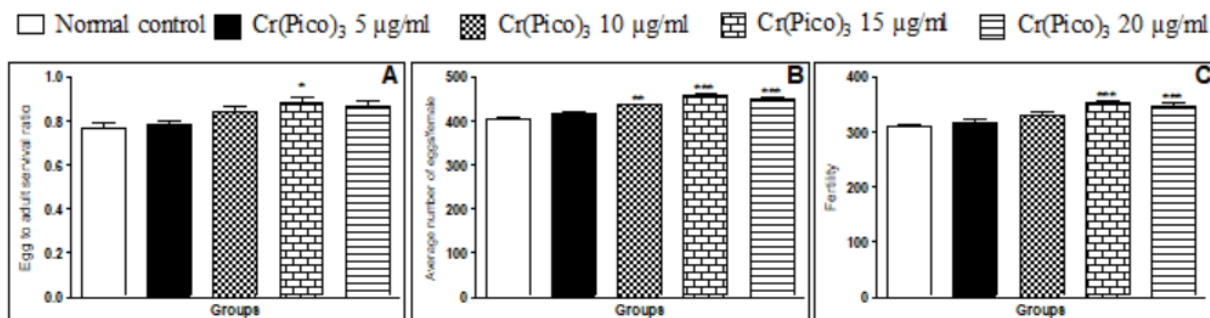 Normal control Cr(Pico)₃ 5 µg/ml Cr(Pico)₃ 10 µg/ml Cr(Pico)₃ 15 µg/ml Cr(Pico)₃ 20 µg/ml
A
Egg to adult servival ratio
1.0
0.8
0.6
0.4
0.2
0.0
*
Groups
B
Average number of eggs/female
500
400
300
200
100
0
**
***
***
Groups
C
Fertility
400
300
200
100
0
***
***
Groups